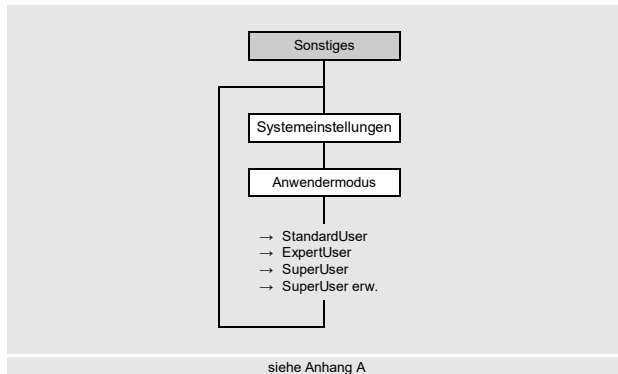 Sonstiges
Systemeinstellungen
Anwendermodus
→ StandardUser
→ ExpertUser
→ SuperUser
→ SuperUser erw.
siehe Anhang A